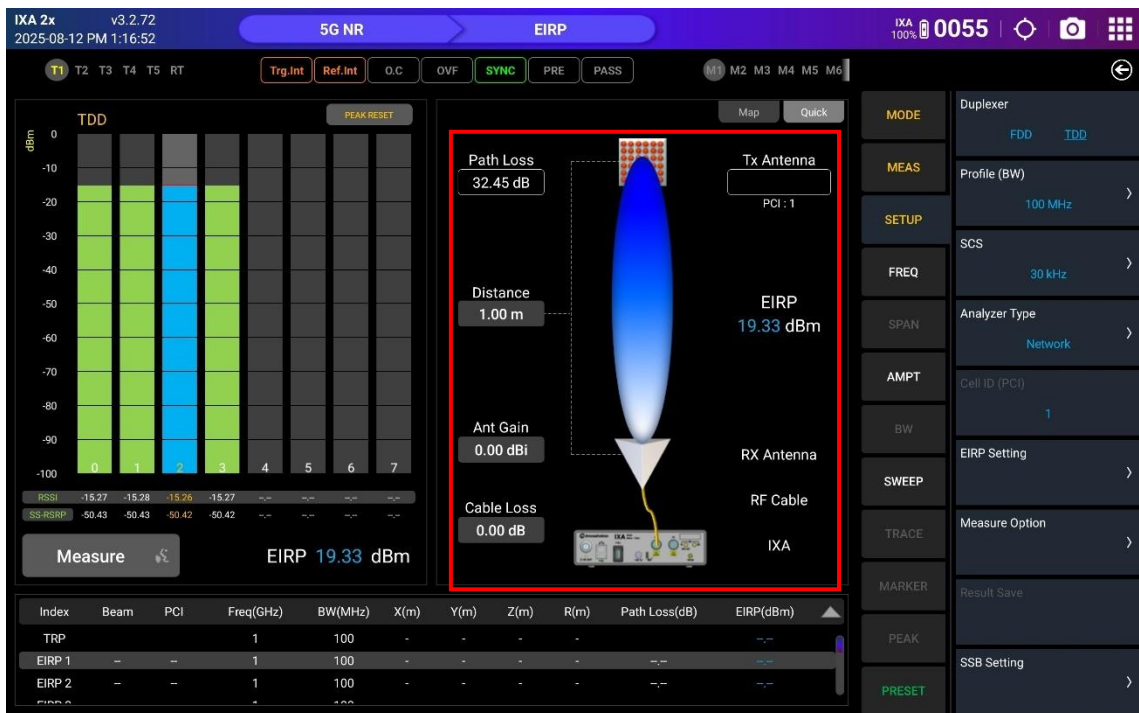 IXA 2x v3.2.72
2025-08-12 PM 1:16:52
5G NR
EIRP
IXA
100%
0055
T1 T2 T3 T4 T5 RT
Trg.Int Ref.Int O.C OVF SYNC PRE PASS
M1 M2 M3 M4 M5 M6
TDD
PEAK RESET
dBm
0
-10
-20
-30
-40
-50
-60
-70
-80
-90
-100
0 1 2 3 4 5 6 7
RSSI -15.27 -15.28 -15.26 -15.27 --.-- --.-- --.-- --.--
SS-RSRP -50.43 -50.43 -50.42 -50.42 --.-- --.-- --.-- --.--
Measure
EIRP 19.33 dBm
Map Quick
Path Loss
32.45 dB
Tx Antenna
PCI : 1
Distance
1.00 m
EIRP
19.33 dBm
Ant Gain
0.00 dBi
RX Antenna
Cable Loss
0.00 dB
RF Cable
IXA
IXA
Index Beam PCI Freq(GHz) BW(MHz) X(m) Y(m) Z(m) R(m) Path Loss(dB) EIRP(dBm)
TRP 1 100 - - - - --.--
EIRP 1 -- -- 1 100 - - - - --.-- --.--
EIRP 2 -- -- 1 100 - - - - --.-- --.--
MODE
MEAS
SETUP
FREQ
SPAN
AMPT
BW
SWEEP
TRACE
MARKER
PEAK
PRESET
Duplexer
FDD TDD
Profile (BW)
100 MHz
SCS
30 kHz
Analyzer Type
Network
Cell ID (PCI)
1
EIRP Setting
Measure Option
Result Save
SSB Setting